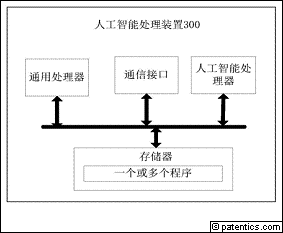 人工智能处理装置300
通用处理器
通信接口
人工智能处
理器
存储器
一个或多个程序
© patentics.com